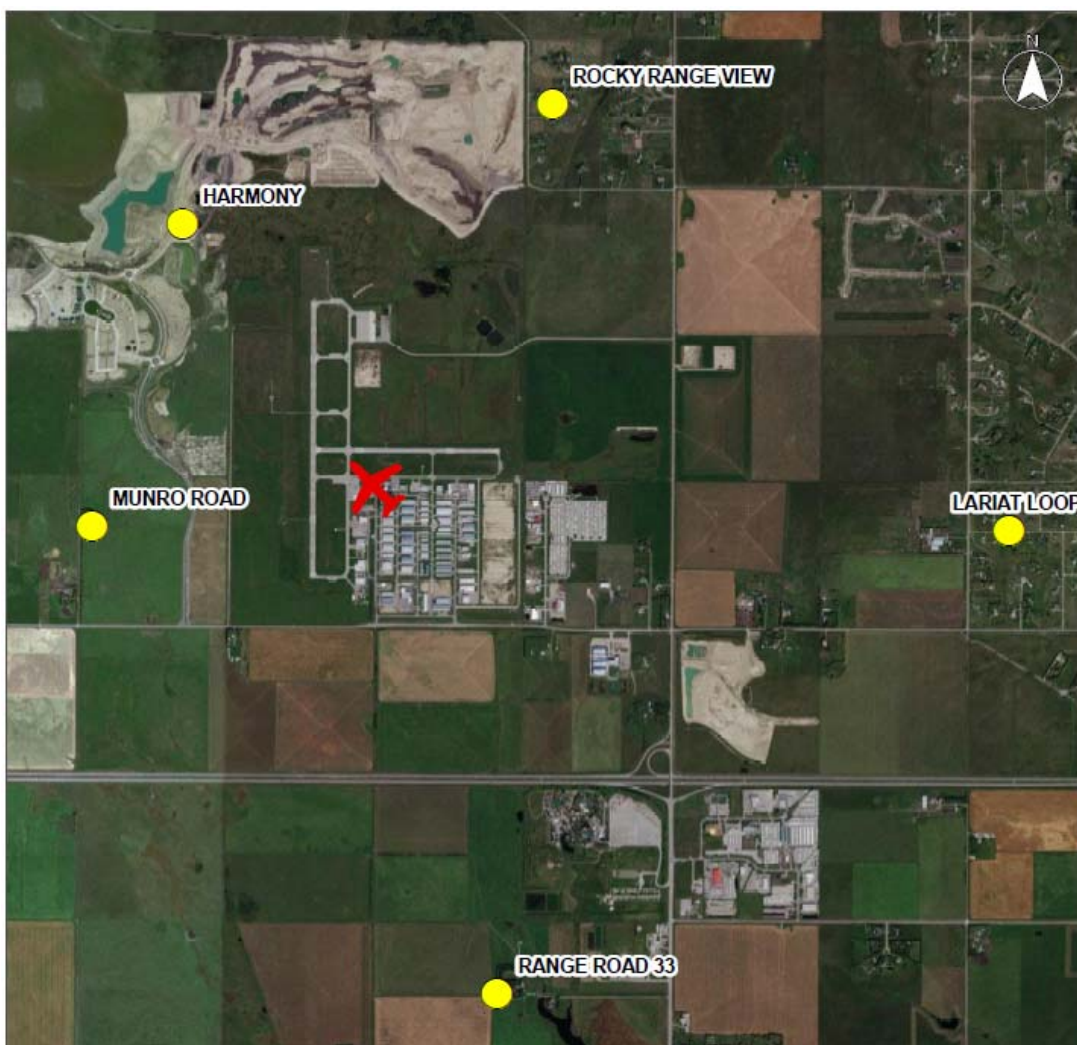 N
ROCKY RANGE VIEW
HARMONY
MUNRO ROAD
LARIAT LOOP
RANGE ROAD 33